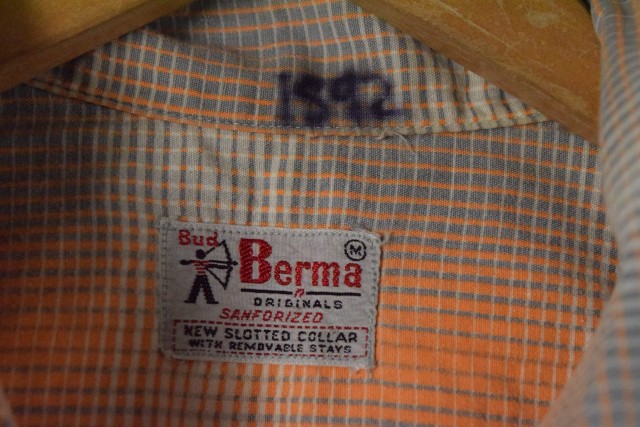 1592
Bud
Berma
M
ORIGINALS
SANFORIZED
NEW SLOTTED COLLAR
WITH REMOVABLE STAYS